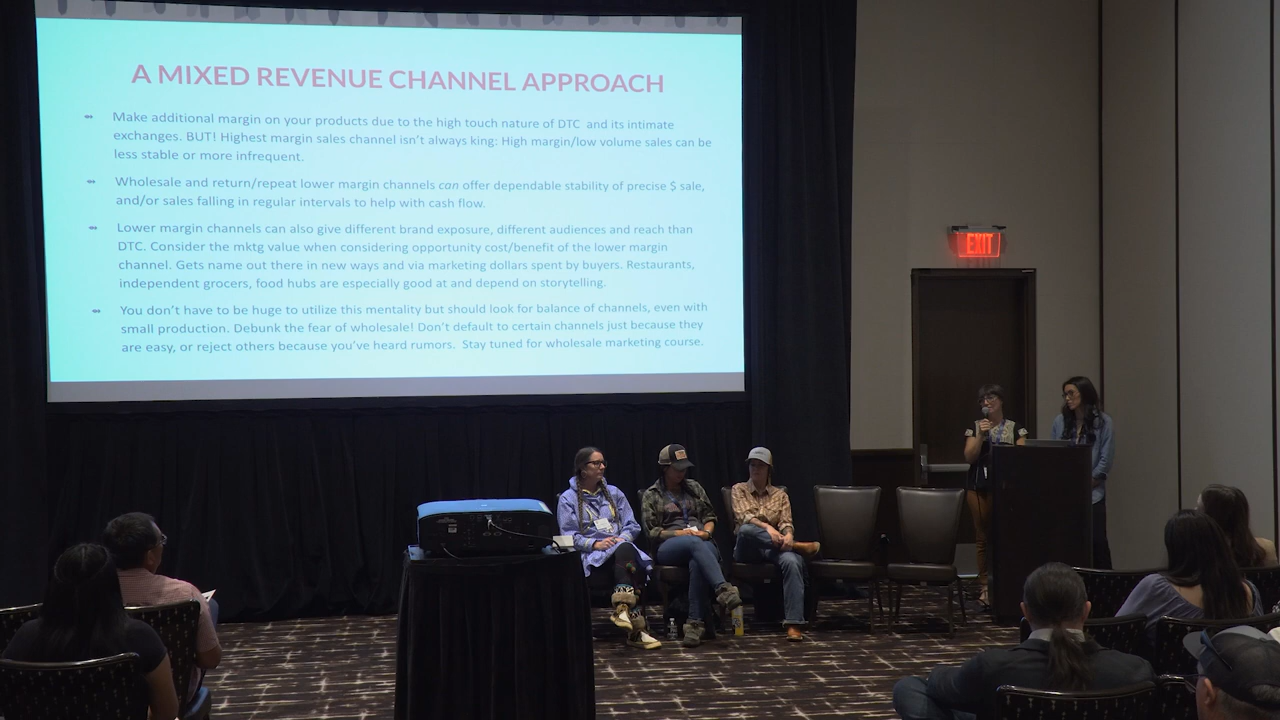 A MIXED REVENUE CHANNEL APPROACH
Make additional margin on your products due to the high touch nature of DTC and its intimate
exchanges. BUT! Highest margin sales channel isn't always king: High margin/low volume sales can be
less stable or more infrequent.
Wholesale and return/repeat lower margin channels can offer dependable stability of precise $ sale,
and/or sales falling in regular intervals to help with cash flow.
Lower margin channels can also give different brand exposure, different audiences and reach than
DTC. Consider the mktg value when considering opportunity cost/benefit of the lower margin
channel. Gets name out there in new ways and via marketing dollars spent by buyers. Restaurants,
independent grocers, food hubs are especially good at and depend on storytelling.
You don't have to be huge to utilize this mentality but should look for balance of channels, even with
small production. Debunk the fear of wholesale! Don't default to certain channels just because they
are easy, or reject others because you've heard rumors. Stay tuned for wholesale marketing course.
EXIT